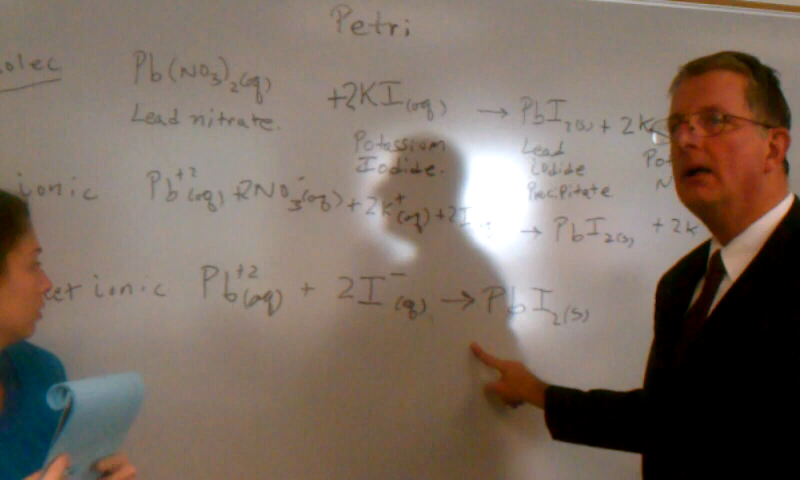 Petri
olec Pb(NO3)2(aq) +2KI(aq) → PbI2(s) + 2K
Lead nitrate. Potassium Iodide. Lead Iodide Precipitate Po N
ionic Pb+2(aq) + 2NO3-(aq) + 2K+(aq) + 2I → PbI2(s) + 2K
et ionic Pb+2(aq) + 2I-(aq) → PbI2(s)